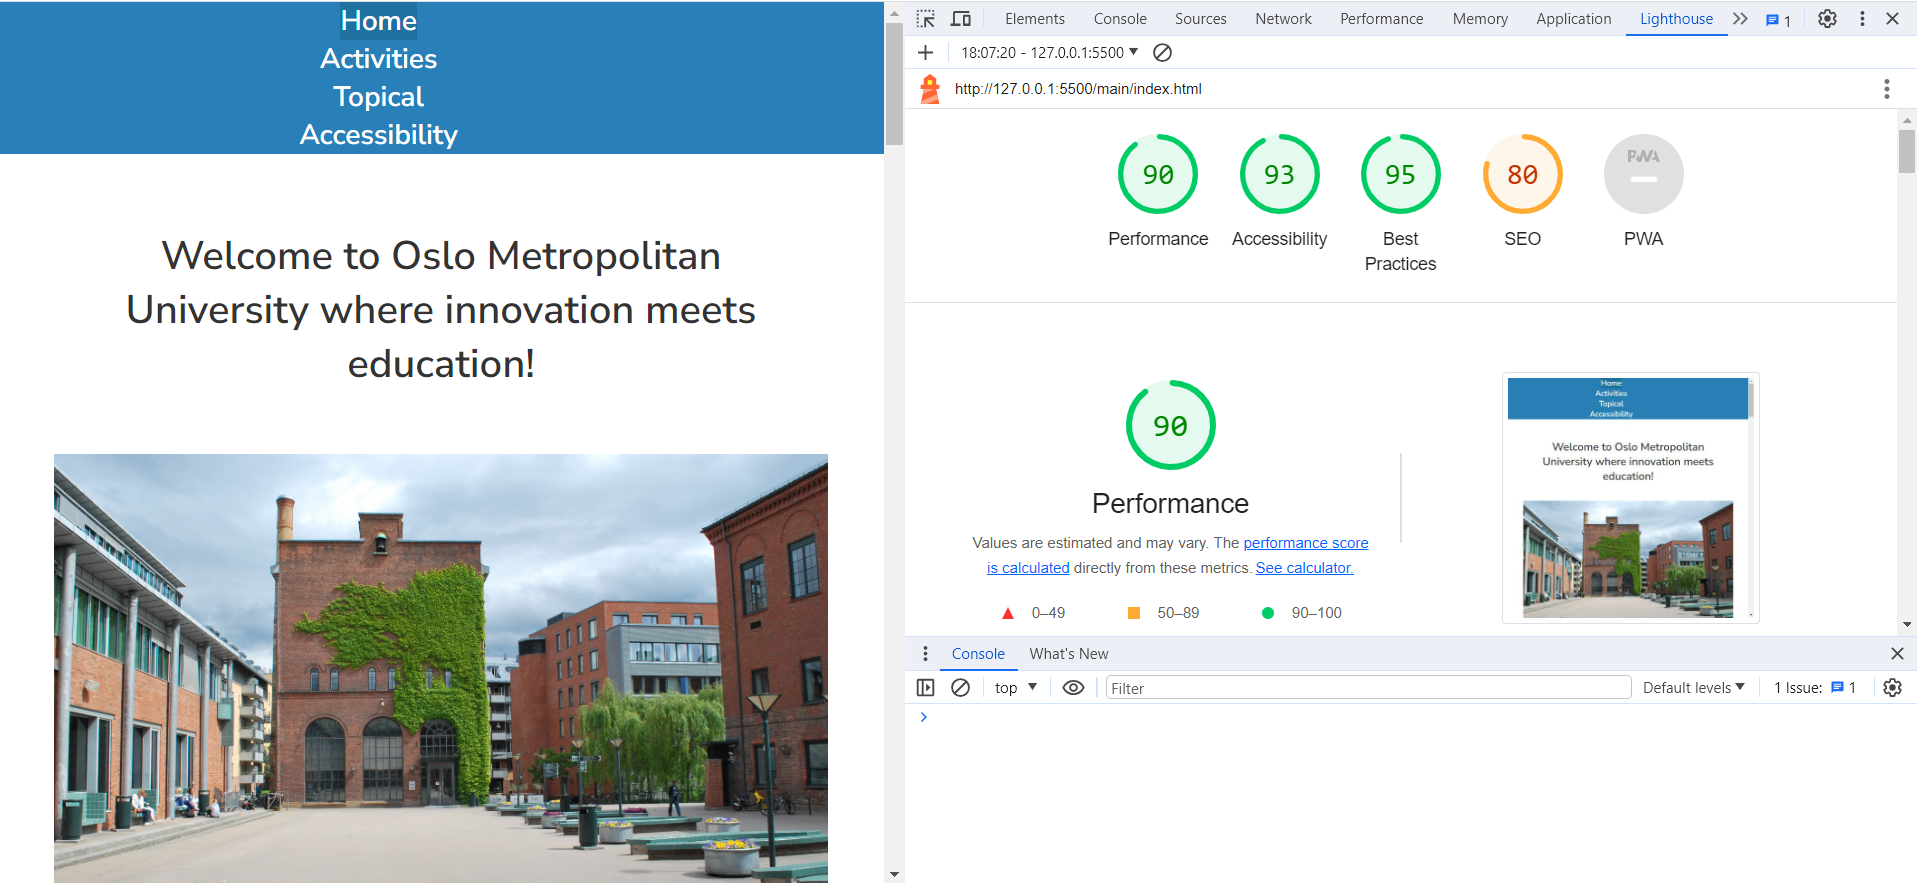 Home
Activities
Topical
Accessibility
Welcome to Oslo Metropolitan
University where innovation meets
education!
Elements Console Sources Network Performance Memory Application Lighthouse 1
18:07:20 - 127.0.0.1:5500
http://127.0.0.1:5500/main/index.html
90 93 95 80 PWA
Performance Accessibility Best Practices SEO PWA
90
Performance
Values are estimated and may vary. The performance score
is calculated directly from these metrics. See calculator.
0–49 50–89 90–100
Home
Activities
Topical
Accessibility
Welcome to Oslo Metropolitan
University where innovation meets
education!
Console What's New
top Filter Default levels 1 Issue: 1